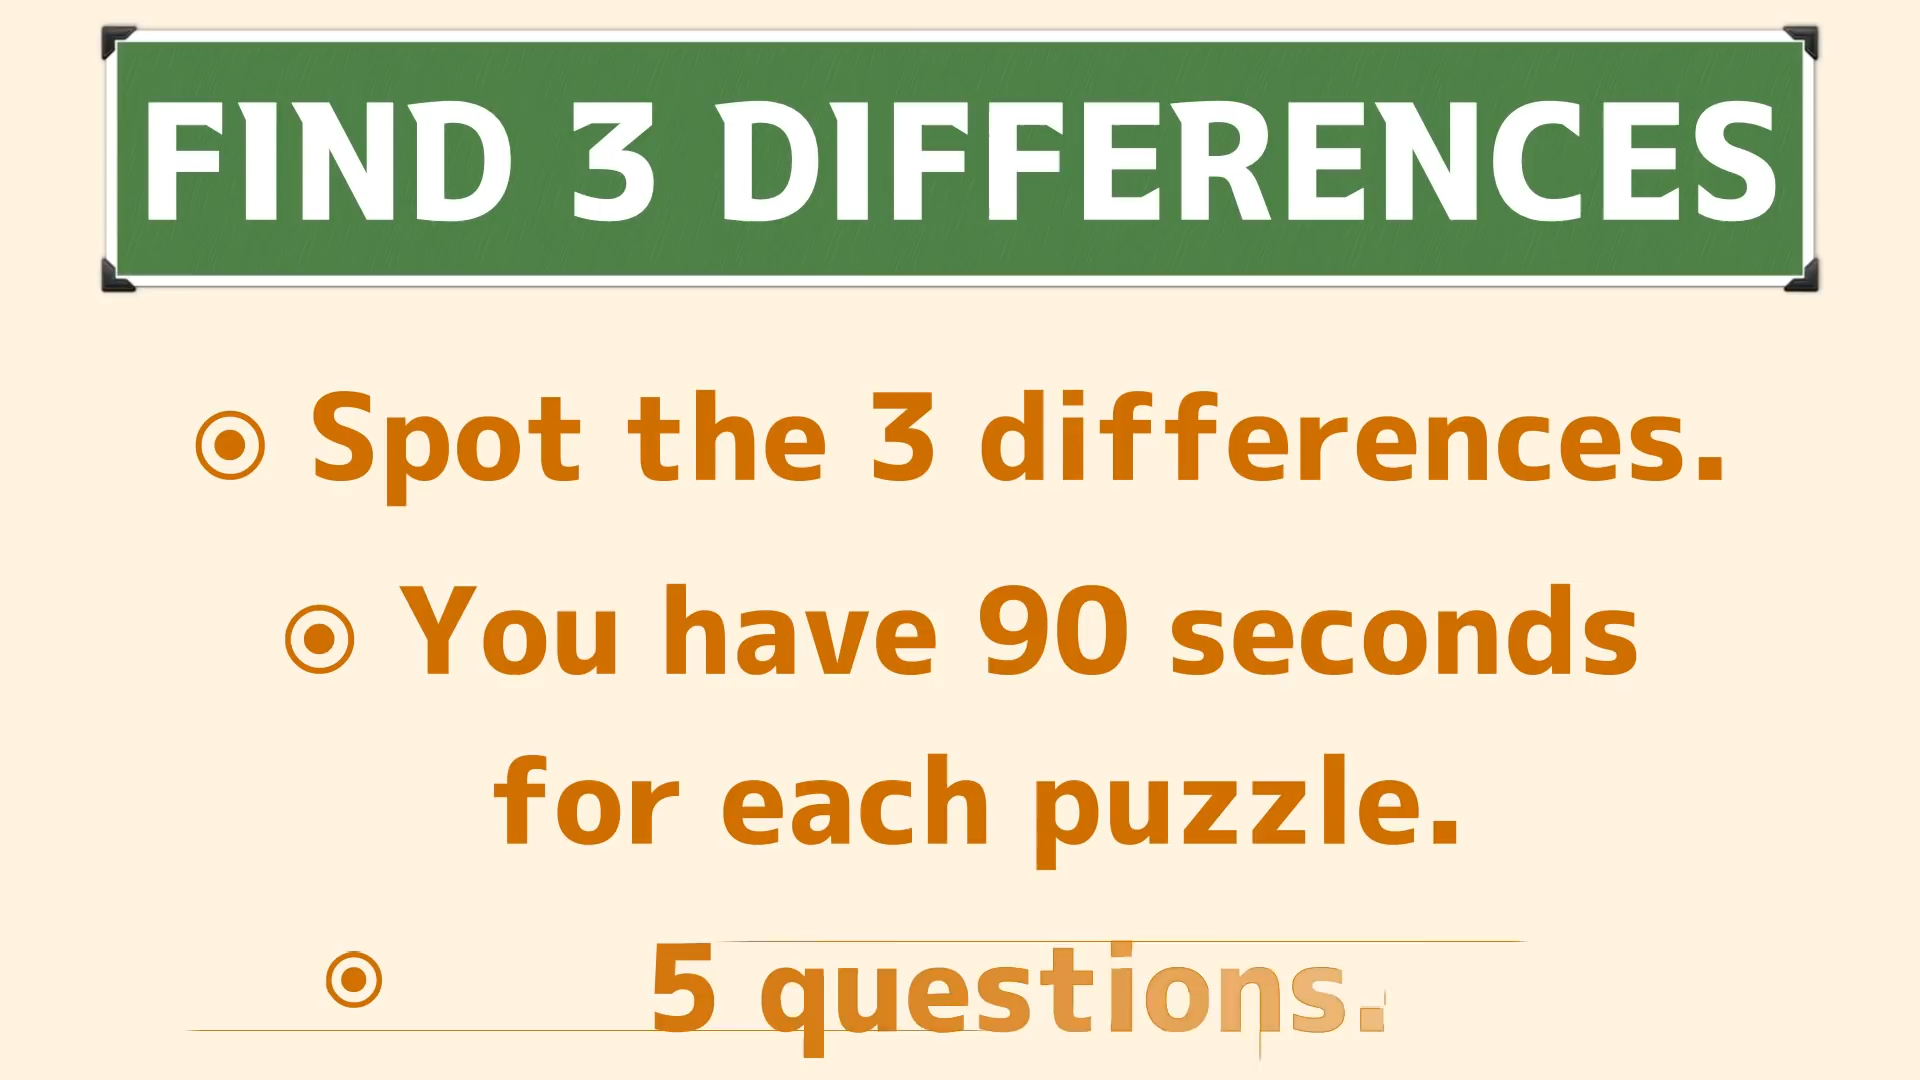 FIND 3 DIFFERENCES
⦿ Spot the 3 differences.
⦿ You have 90 seconds
for each puzzle.
⦿ 5 questions.